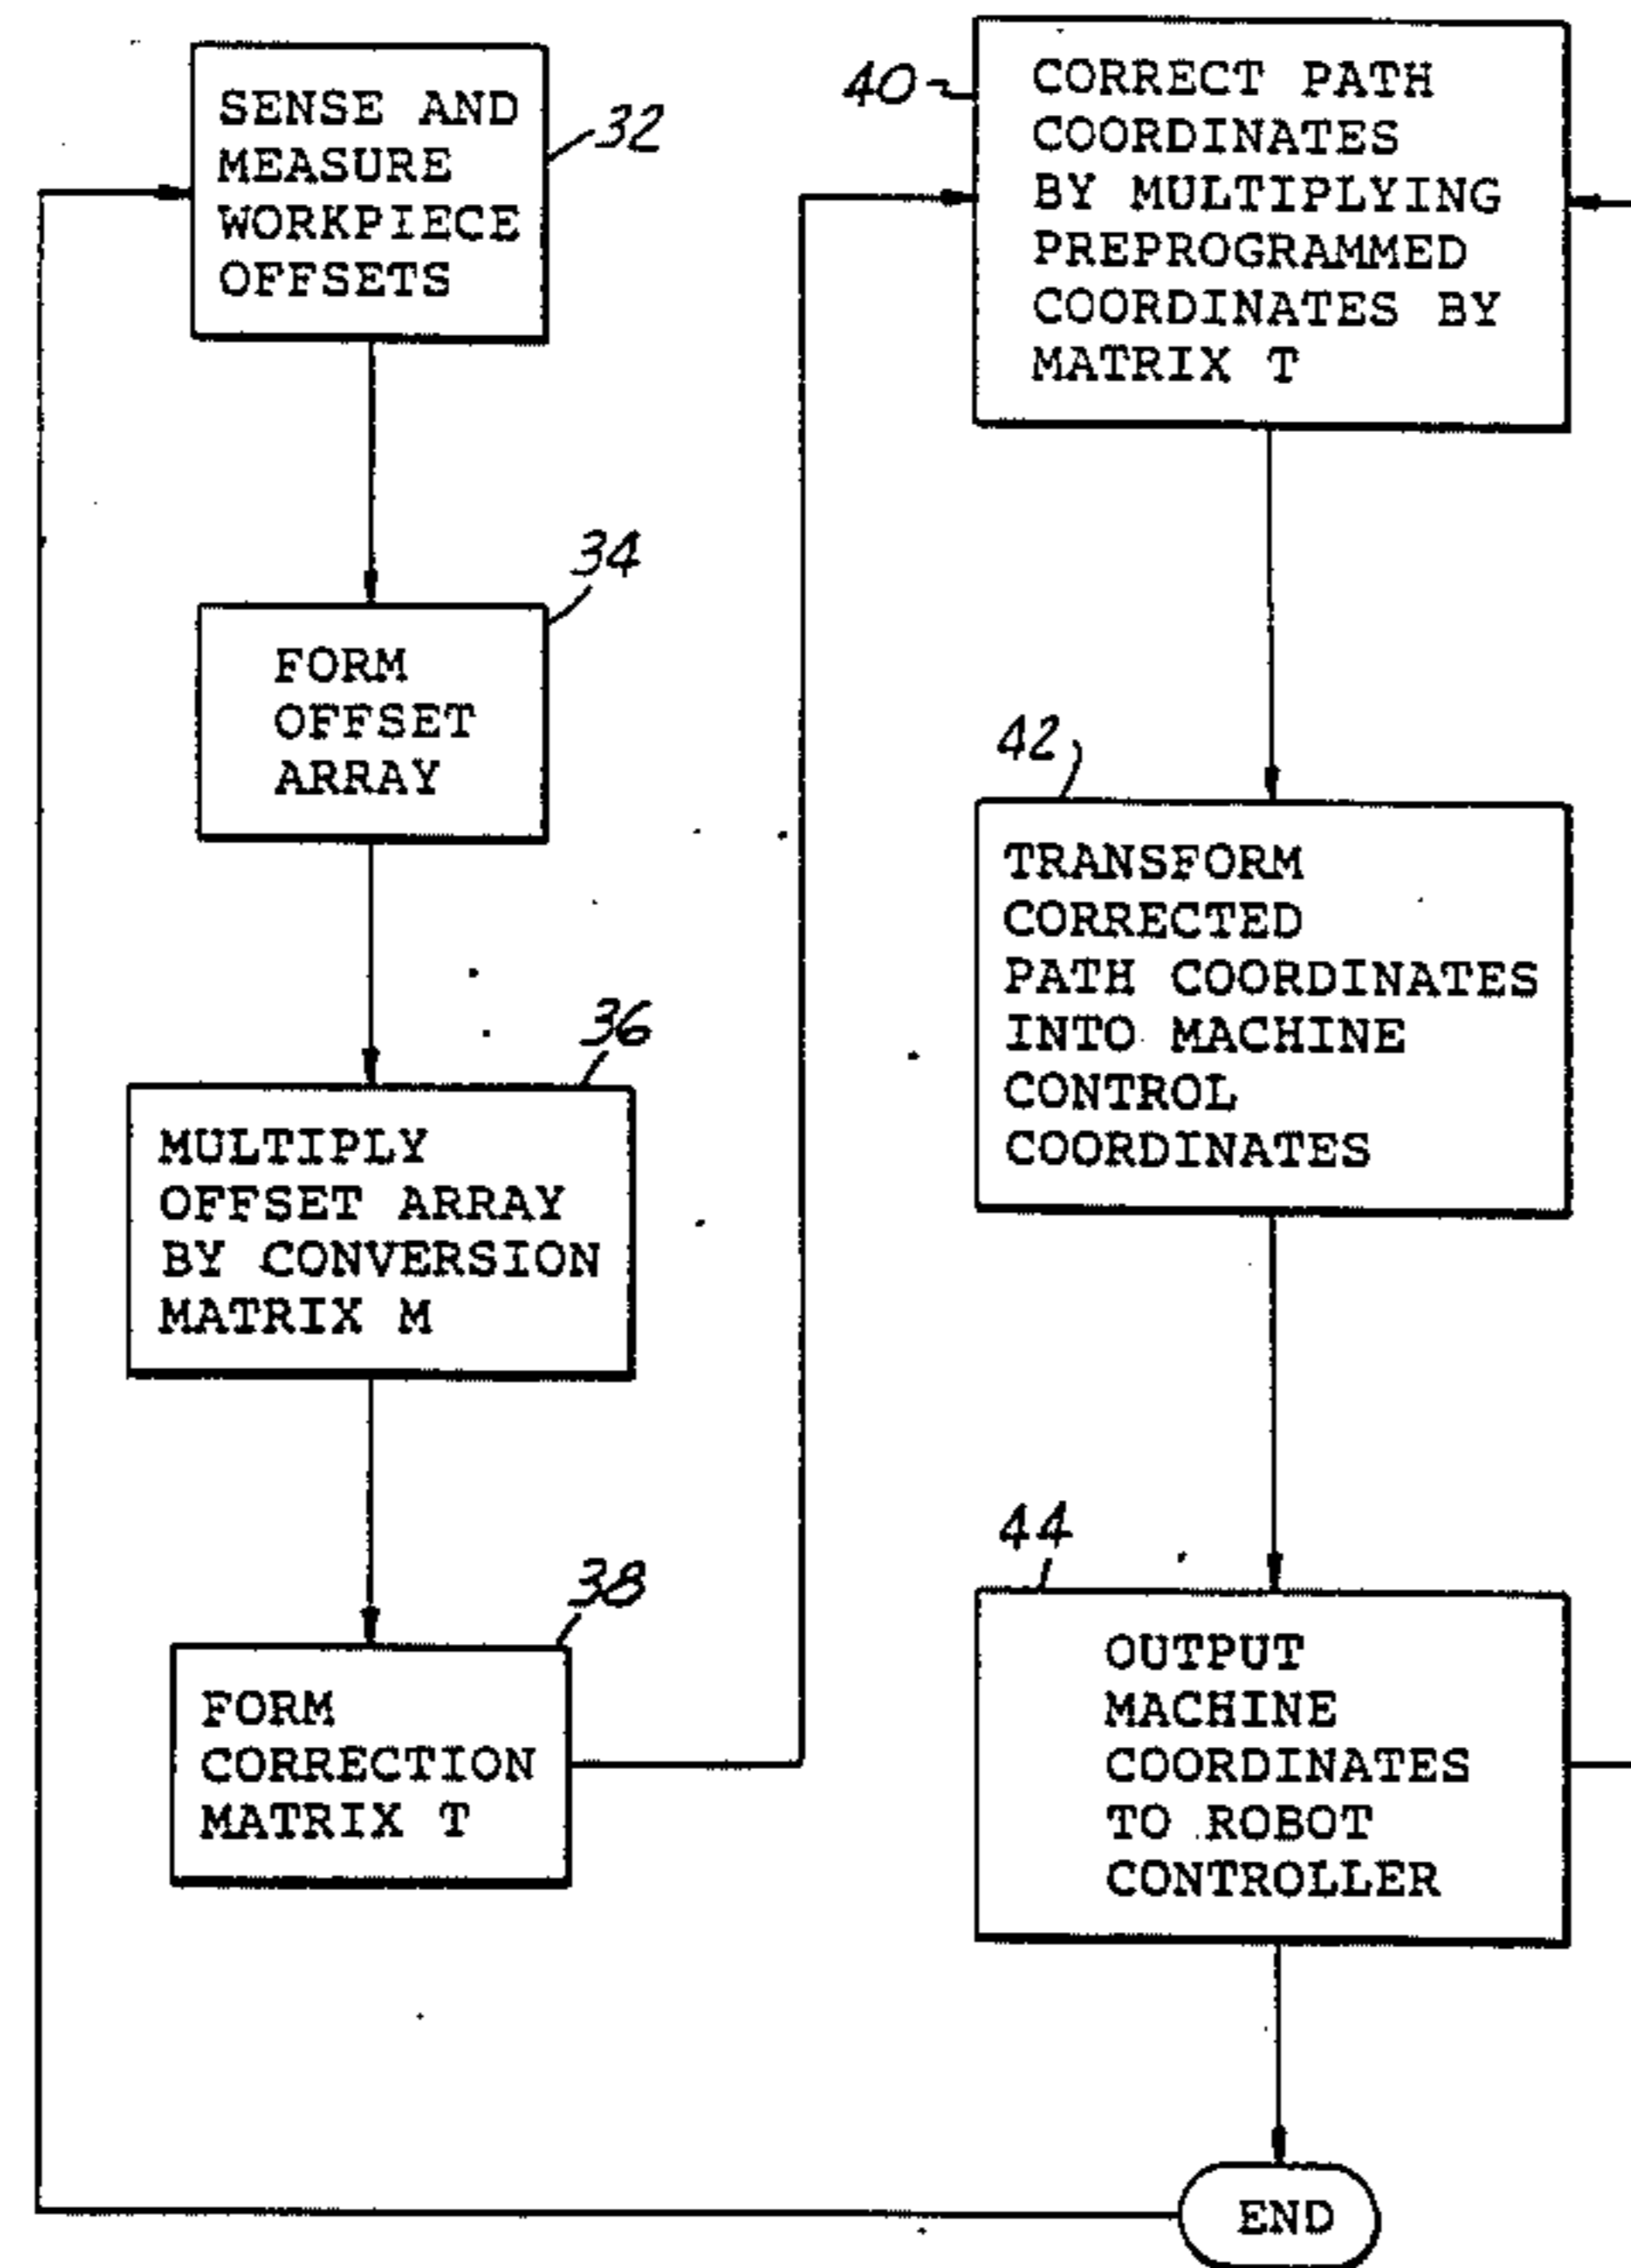 SENSE AND
MEASURE
WORKPIECE
OFFSETS
32
34
FORM
OFFSET
ARRAY
36
MULTIPLY
OFFSET ARRAY
BY CONVERSION
MATRIX M
38
FORM
CORRECTION
MATRIX T
40
CORRECT PATH
COORDINATES
BY MULTIPLYING
PREPROGRAMMED
COORDINATES BY
MATRIX T
42
TRANSFORM
CORRECTED
PATH COORDINATES
INTO MACHINE
CONTROL
COORDINATES
44
OUTPUT
MACHINE
COORDINATES
TO ROBOT
CONTROLLER
END